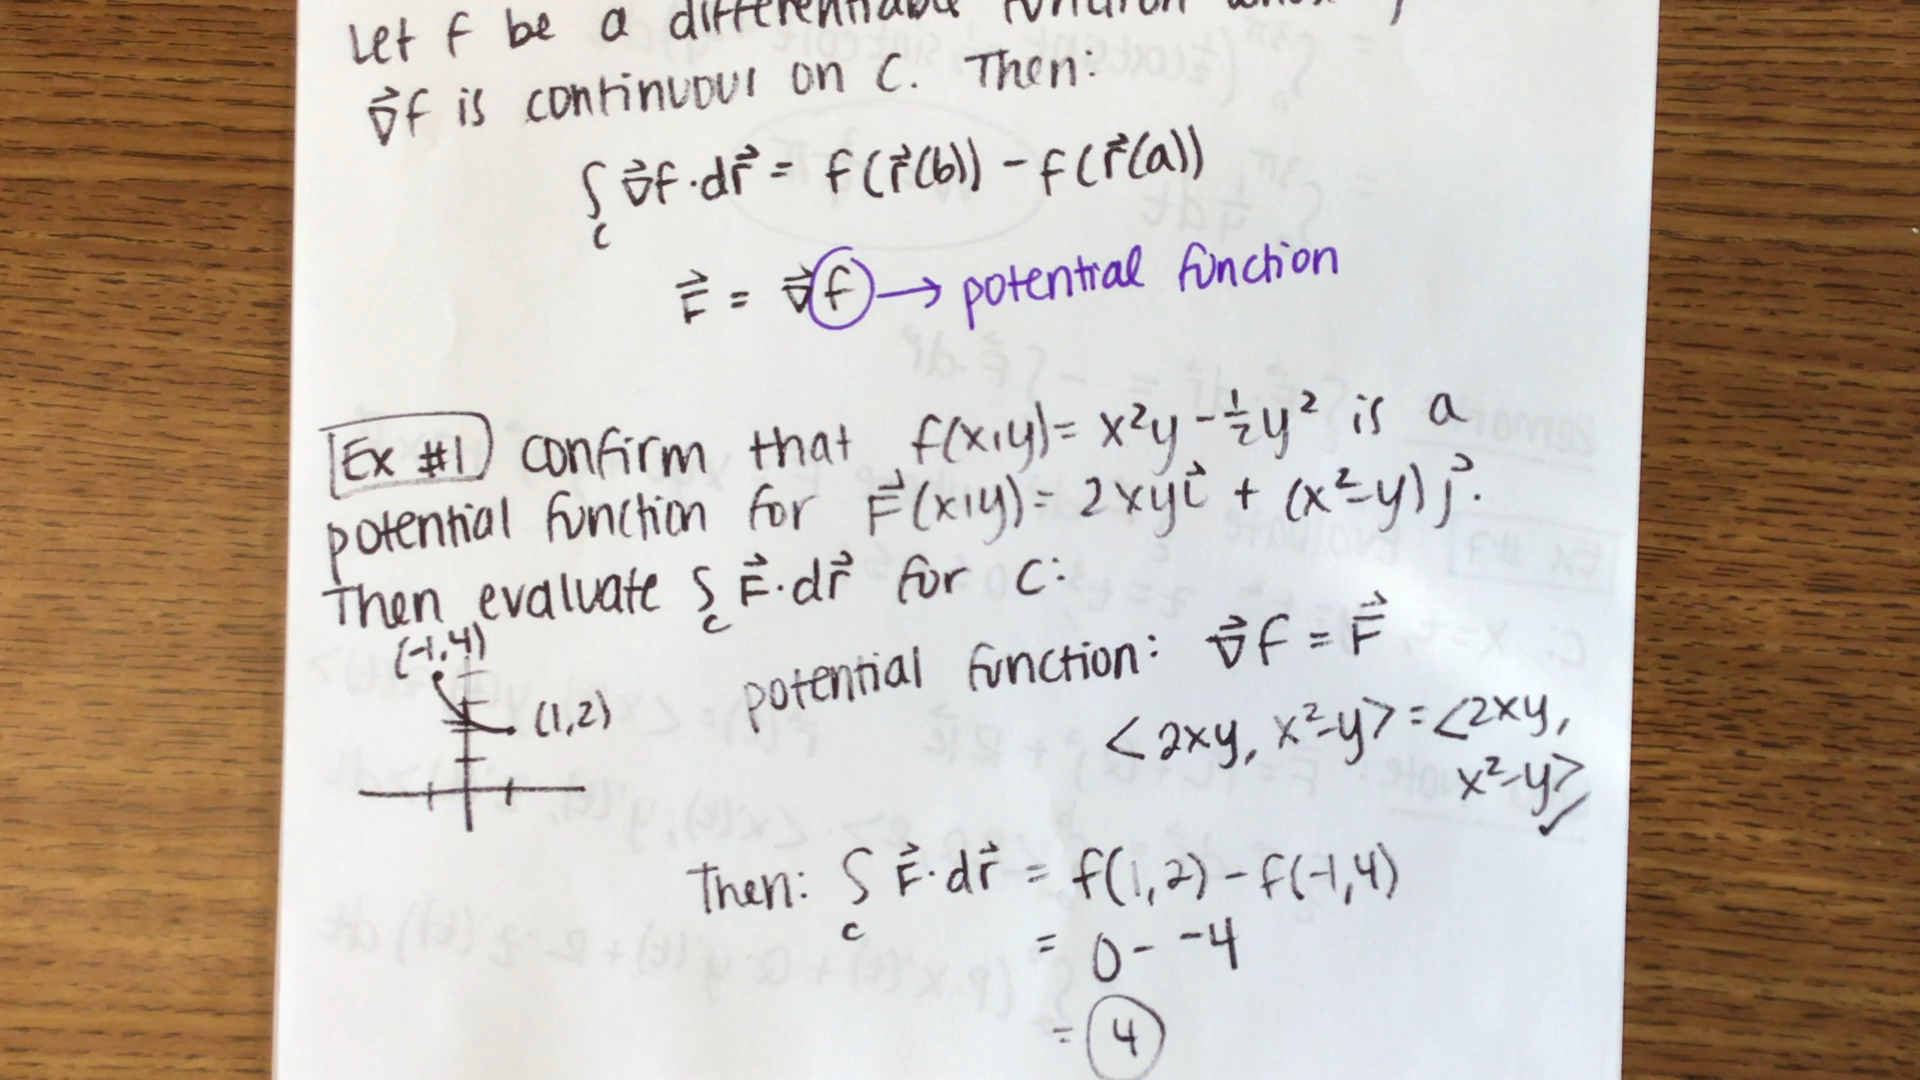 Let f be a differentiable function
∇⃗f is continuous on C. Then:
∫_C ∇⃗f · dr⃗ = f(r⃗(b)) − f(r⃗(a))
F⃗ = ∇⃗f → potential function
Ex #1 confirm that f(x,y) = x²y − ½y² is a
potential function for F⃗(x,y) = 2xy i⃗ + (x²−y) j⃗.
Then evaluate ∫_C F⃗ · dr⃗ for C:
(-1,4)
(1,2)
potential function: ∇⃗f = F⃗
<2xy, x²−y> = <2xy,
x²−y> ✓
Then: ∫_C F⃗ · dr⃗ = f(1,2) − f(−1,4)
= 0 − −4
= 4